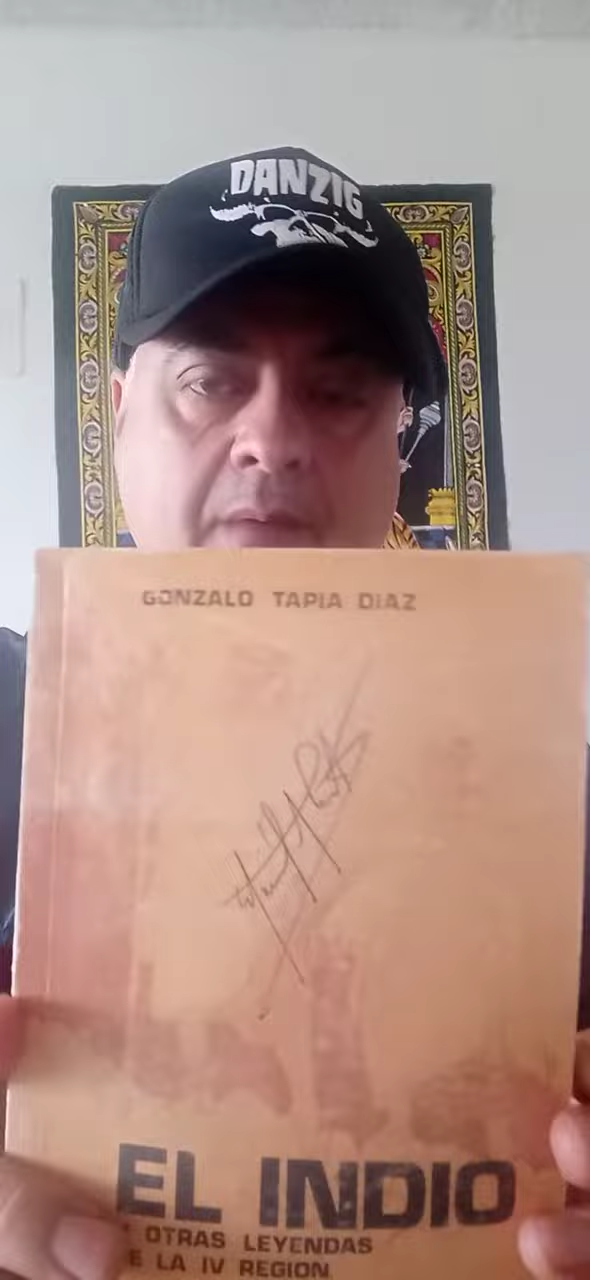 DANZIG
GONZALO TAPIA DIAZ
EL INDIO
OTRAS LEYENDAS
E LA IV REGION